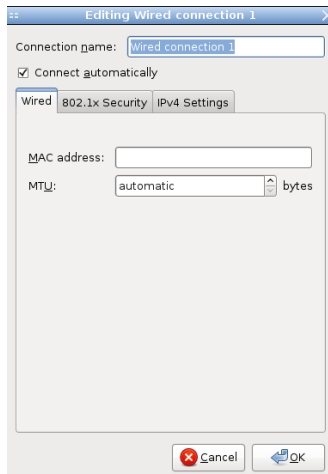 Editing Wired connection 1
Connection name: Wired connection 1
Connect automatically
Wired 802.1x Security IPv4 Settings
MAC address:
MTU: automatic bytes
Cancel OK